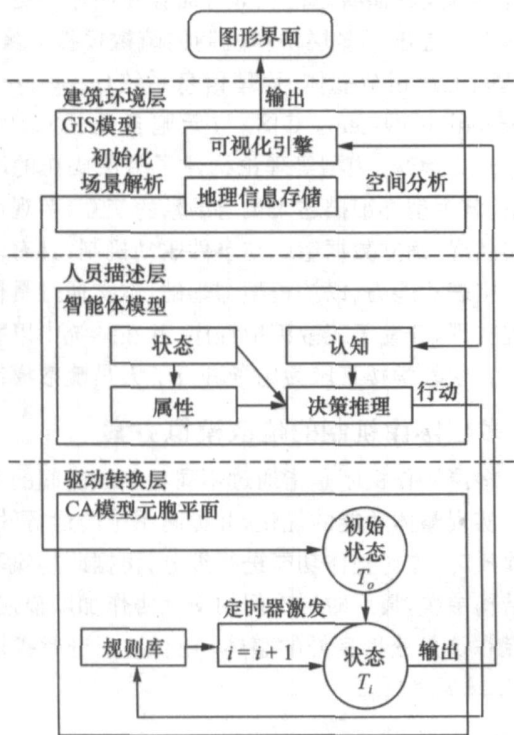 图形界面
输出
建筑环境层
GIS模型
可视化引擎
初始化
场景解析
地理信息存储
空间分析
人员描述层
智能体模型
状态
认知
属性
决策推理
行动
驱动转换层
CA模型元胞平面
初始
状态
T_o
定时器激发
规则库
i=i+1
状态
T_i
输出